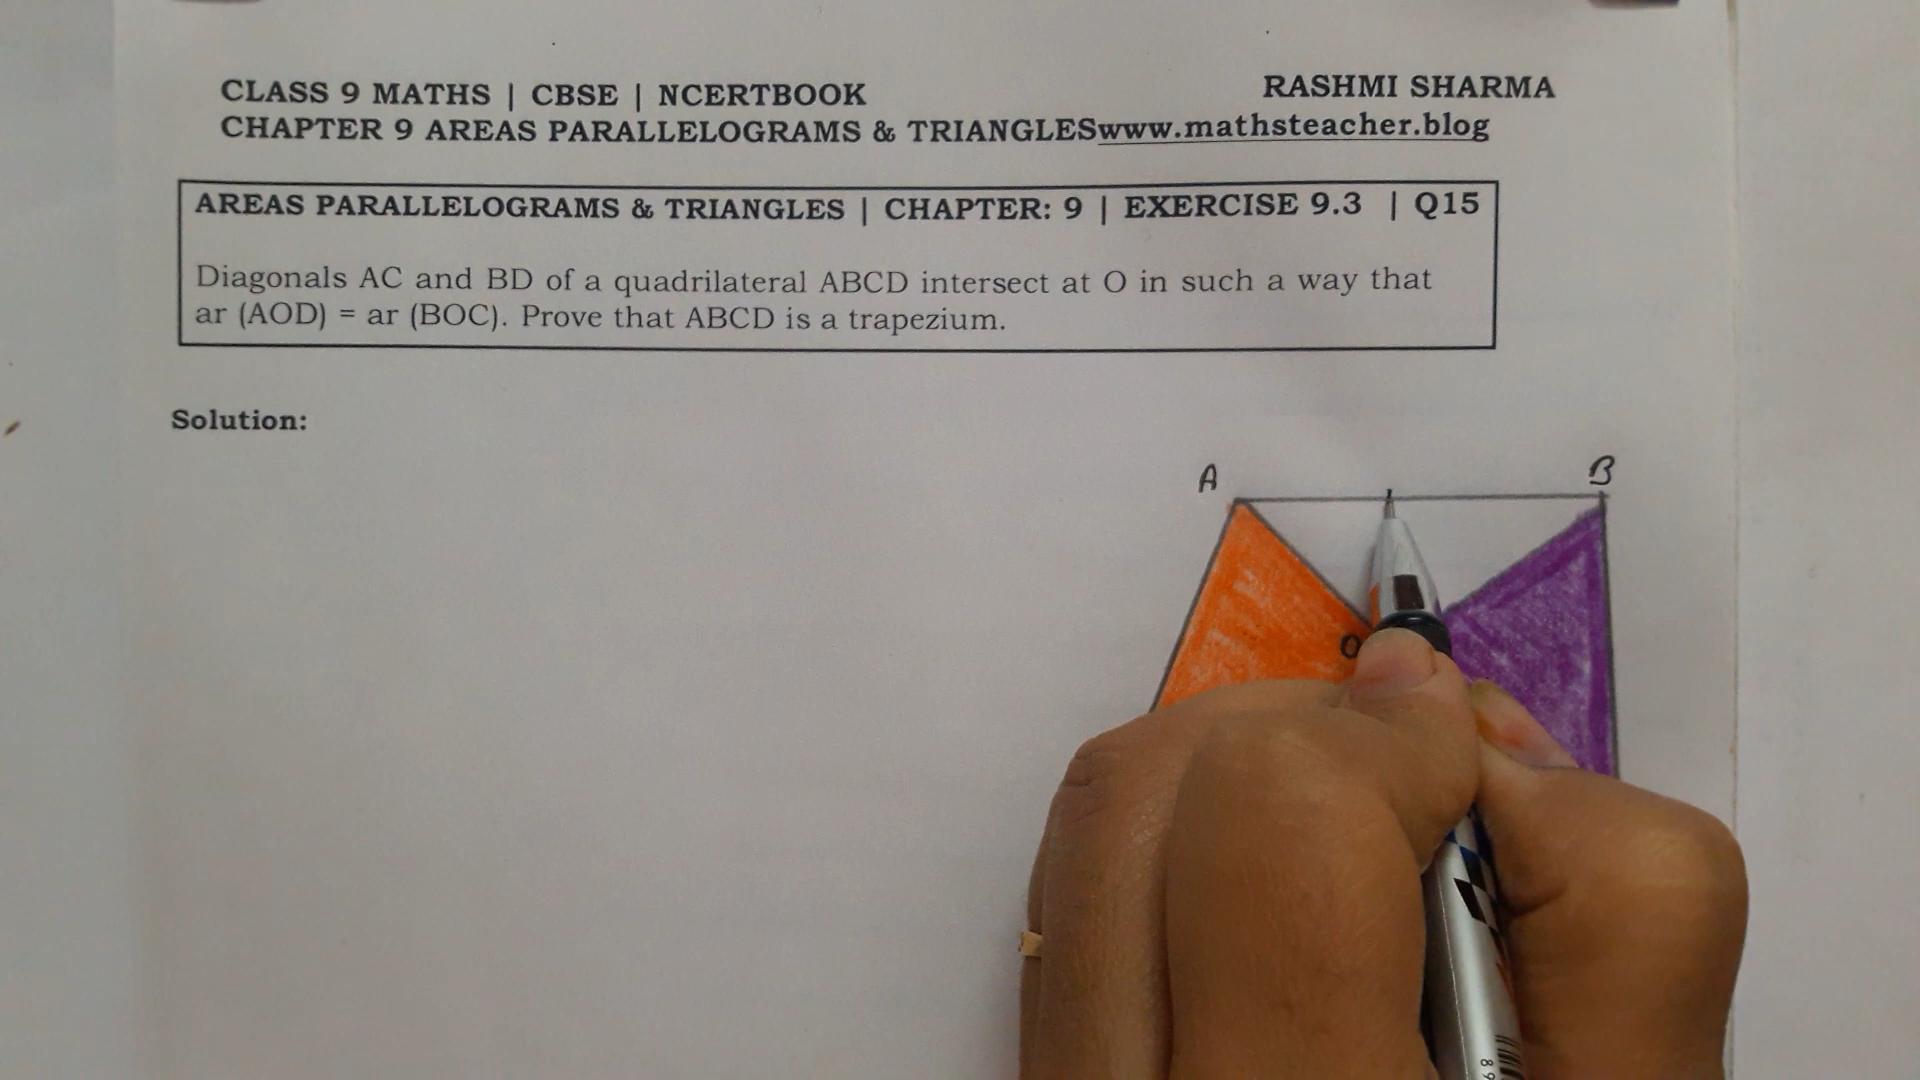 CLASS 9 MATHS | CBSE | NCERTBOOK RASHMI SHARMA
CHAPTER 9 AREAS PARALLELOGRAMS & TRIANGLESwww.mathsteacher.blog
AREAS PARALLELOGRAMS & TRIANGLES | CHAPTER: 9 | EXERCISE 9.3 | Q15
Diagonals AC and BD of a quadrilateral ABCD intersect at O in such a way that
ar (AOD) = ar (BOC). Prove that ABCD is a trapezium.
Solution:
A B
O
89